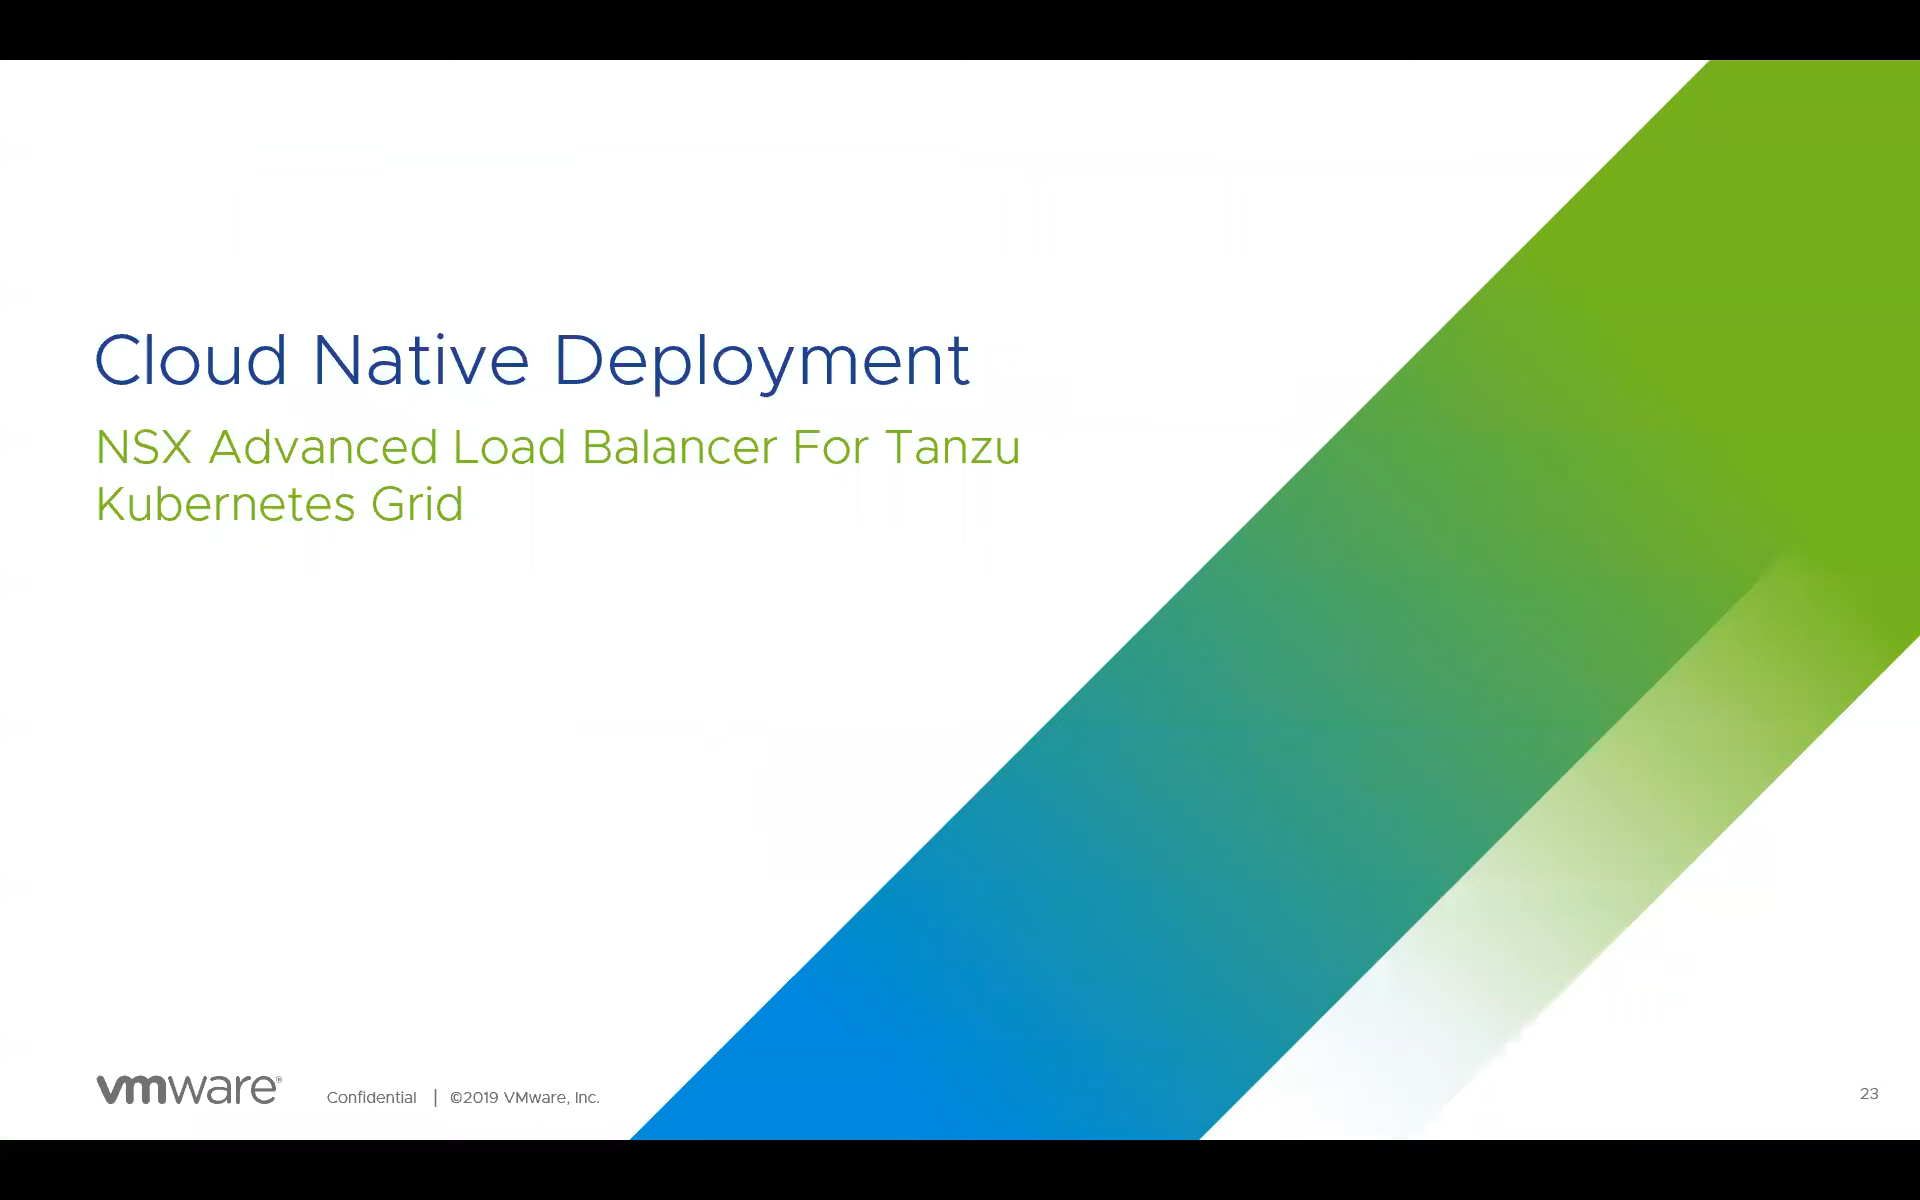 Cloud Native Deployment
NSX Advanced Load Balancer For Tanzu
Kubernetes Grid
vmware®
Confidential | ©2019 VMware, Inc.
23